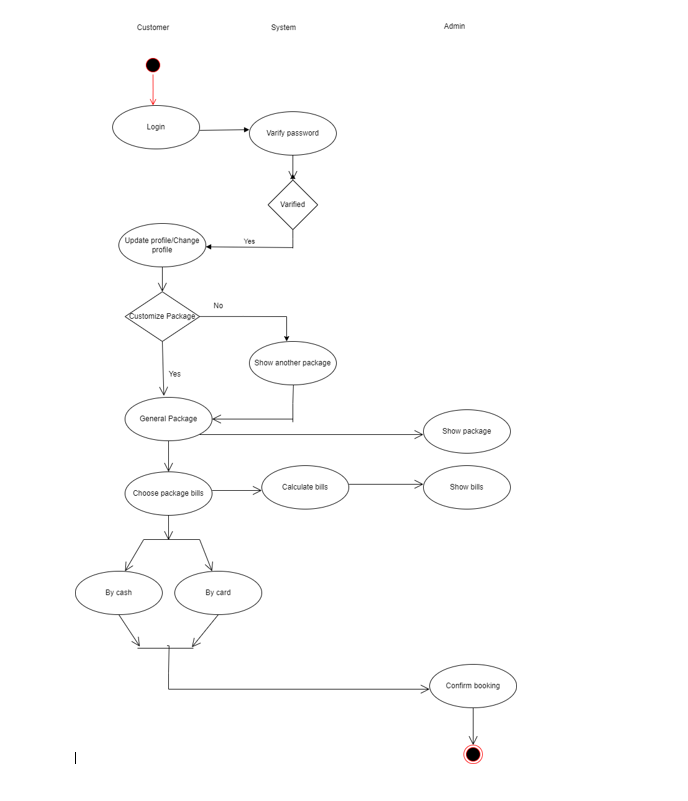 Customer
System
Admin
Login
Varify password
Varified
Yes
Update profile/Change
profile
Customize Package
No
Show another package
Yes
General Package
Show package
Choose package bills
Calculate bills
Show bills
By cash
By card
Confirm booking